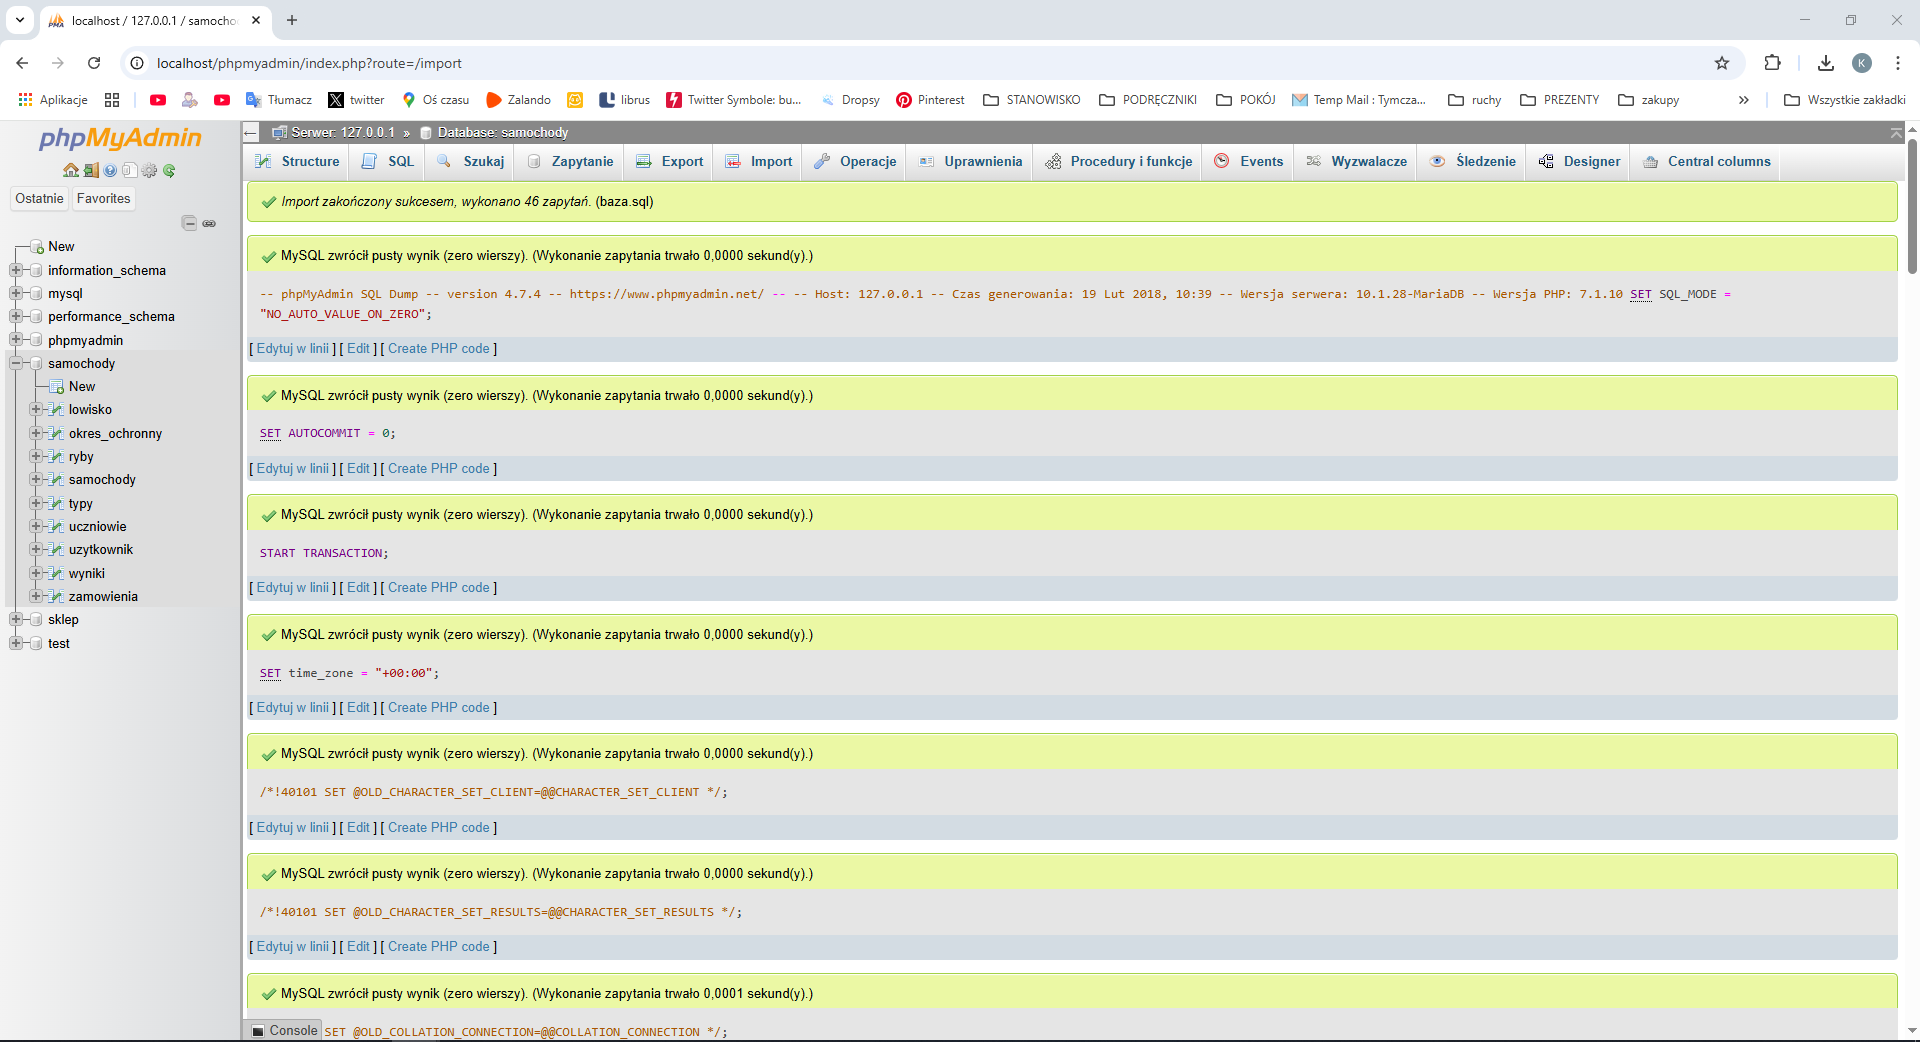 localhost / 127.0.0.1 / samocho
localhost/phpmyadmin/index.php?route=/import
K
Aplikacje Tłumacz twitter Oś czasu Zalando librus Twitter Symbole: bu... Dropsy Pinterest STANOWISKO PODRĘCZNIKI POKÓJ Temp Mail : Tymcza... ruchy PREZENTY zakupy » Wszystkie zakładki
phpMyAdmin
Ostatnie Favorites
New
information_schema
mysql
performance_schema
phpmyadmin
samochody
New
lowisko
okres_ochronny
ryby
samochody
typy
uczniowie
uzytkownik
wyniki
zamowienia
sklep
test
Serwer: 127.0.0.1 » Database: samochody
Structure SQL Szukaj Zapytanie Export Import Operacje Uprawnienia Procedury i funkcje Events Wyzwalacze Śledzenie Designer Central columns
Import zakończony sukcesem, wykonano 46 zapytań. (baza.sql)
MySQL zwrócił pusty wynik (zero wierszy). (Wykonanie zapytania trwało 0,0000 sekund(y).)
-- phpMyAdmin SQL Dump -- version 4.7.4 -- https://www.phpmyadmin.net/ -- -- Host: 127.0.0.1 -- Czas generowania: 19 Lut 2018, 10:39 -- Wersja serwera: 10.1.28-MariaDB -- Wersja PHP: 7.1.10 SET SQL_MODE =
"NO_AUTO_VALUE_ON_ZERO";
[ Edytuj w linii ] [ Edit ] [ Create PHP code ]
MySQL zwrócił pusty wynik (zero wierszy). (Wykonanie zapytania trwało 0,0000 sekund(y).)
SET AUTOCOMMIT = 0;
[ Edytuj w linii ] [ Edit ] [ Create PHP code ]
MySQL zwrócił pusty wynik (zero wierszy). (Wykonanie zapytania trwało 0,0000 sekund(y).)
START TRANSACTION;
[ Edytuj w linii ] [ Edit ] [ Create PHP code ]
MySQL zwrócił pusty wynik (zero wierszy). (Wykonanie zapytania trwało 0,0000 sekund(y).)
SET time_zone = "+00:00";
[ Edytuj w linii ] [ Edit ] [ Create PHP code ]
MySQL zwrócił pusty wynik (zero wierszy). (Wykonanie zapytania trwało 0,0000 sekund(y).)
/*!40101 SET @OLD_CHARACTER_SET_CLIENT=@@CHARACTER_SET_CLIENT */;
[ Edytuj w linii ] [ Edit ] [ Create PHP code ]
MySQL zwrócił pusty wynik (zero wierszy). (Wykonanie zapytania trwało 0,0000 sekund(y).)
/*!40101 SET @OLD_CHARACTER_SET_RESULTS=@@CHARACTER_SET_RESULTS */;
[ Edytuj w linii ] [ Edit ] [ Create PHP code ]
MySQL zwrócił pusty wynik (zero wierszy). (Wykonanie zapytania trwało 0,0001 sekund(y).)
Console SET @OLD_COLLATION_CONNECTION=@@COLLATION_CONNECTION */;